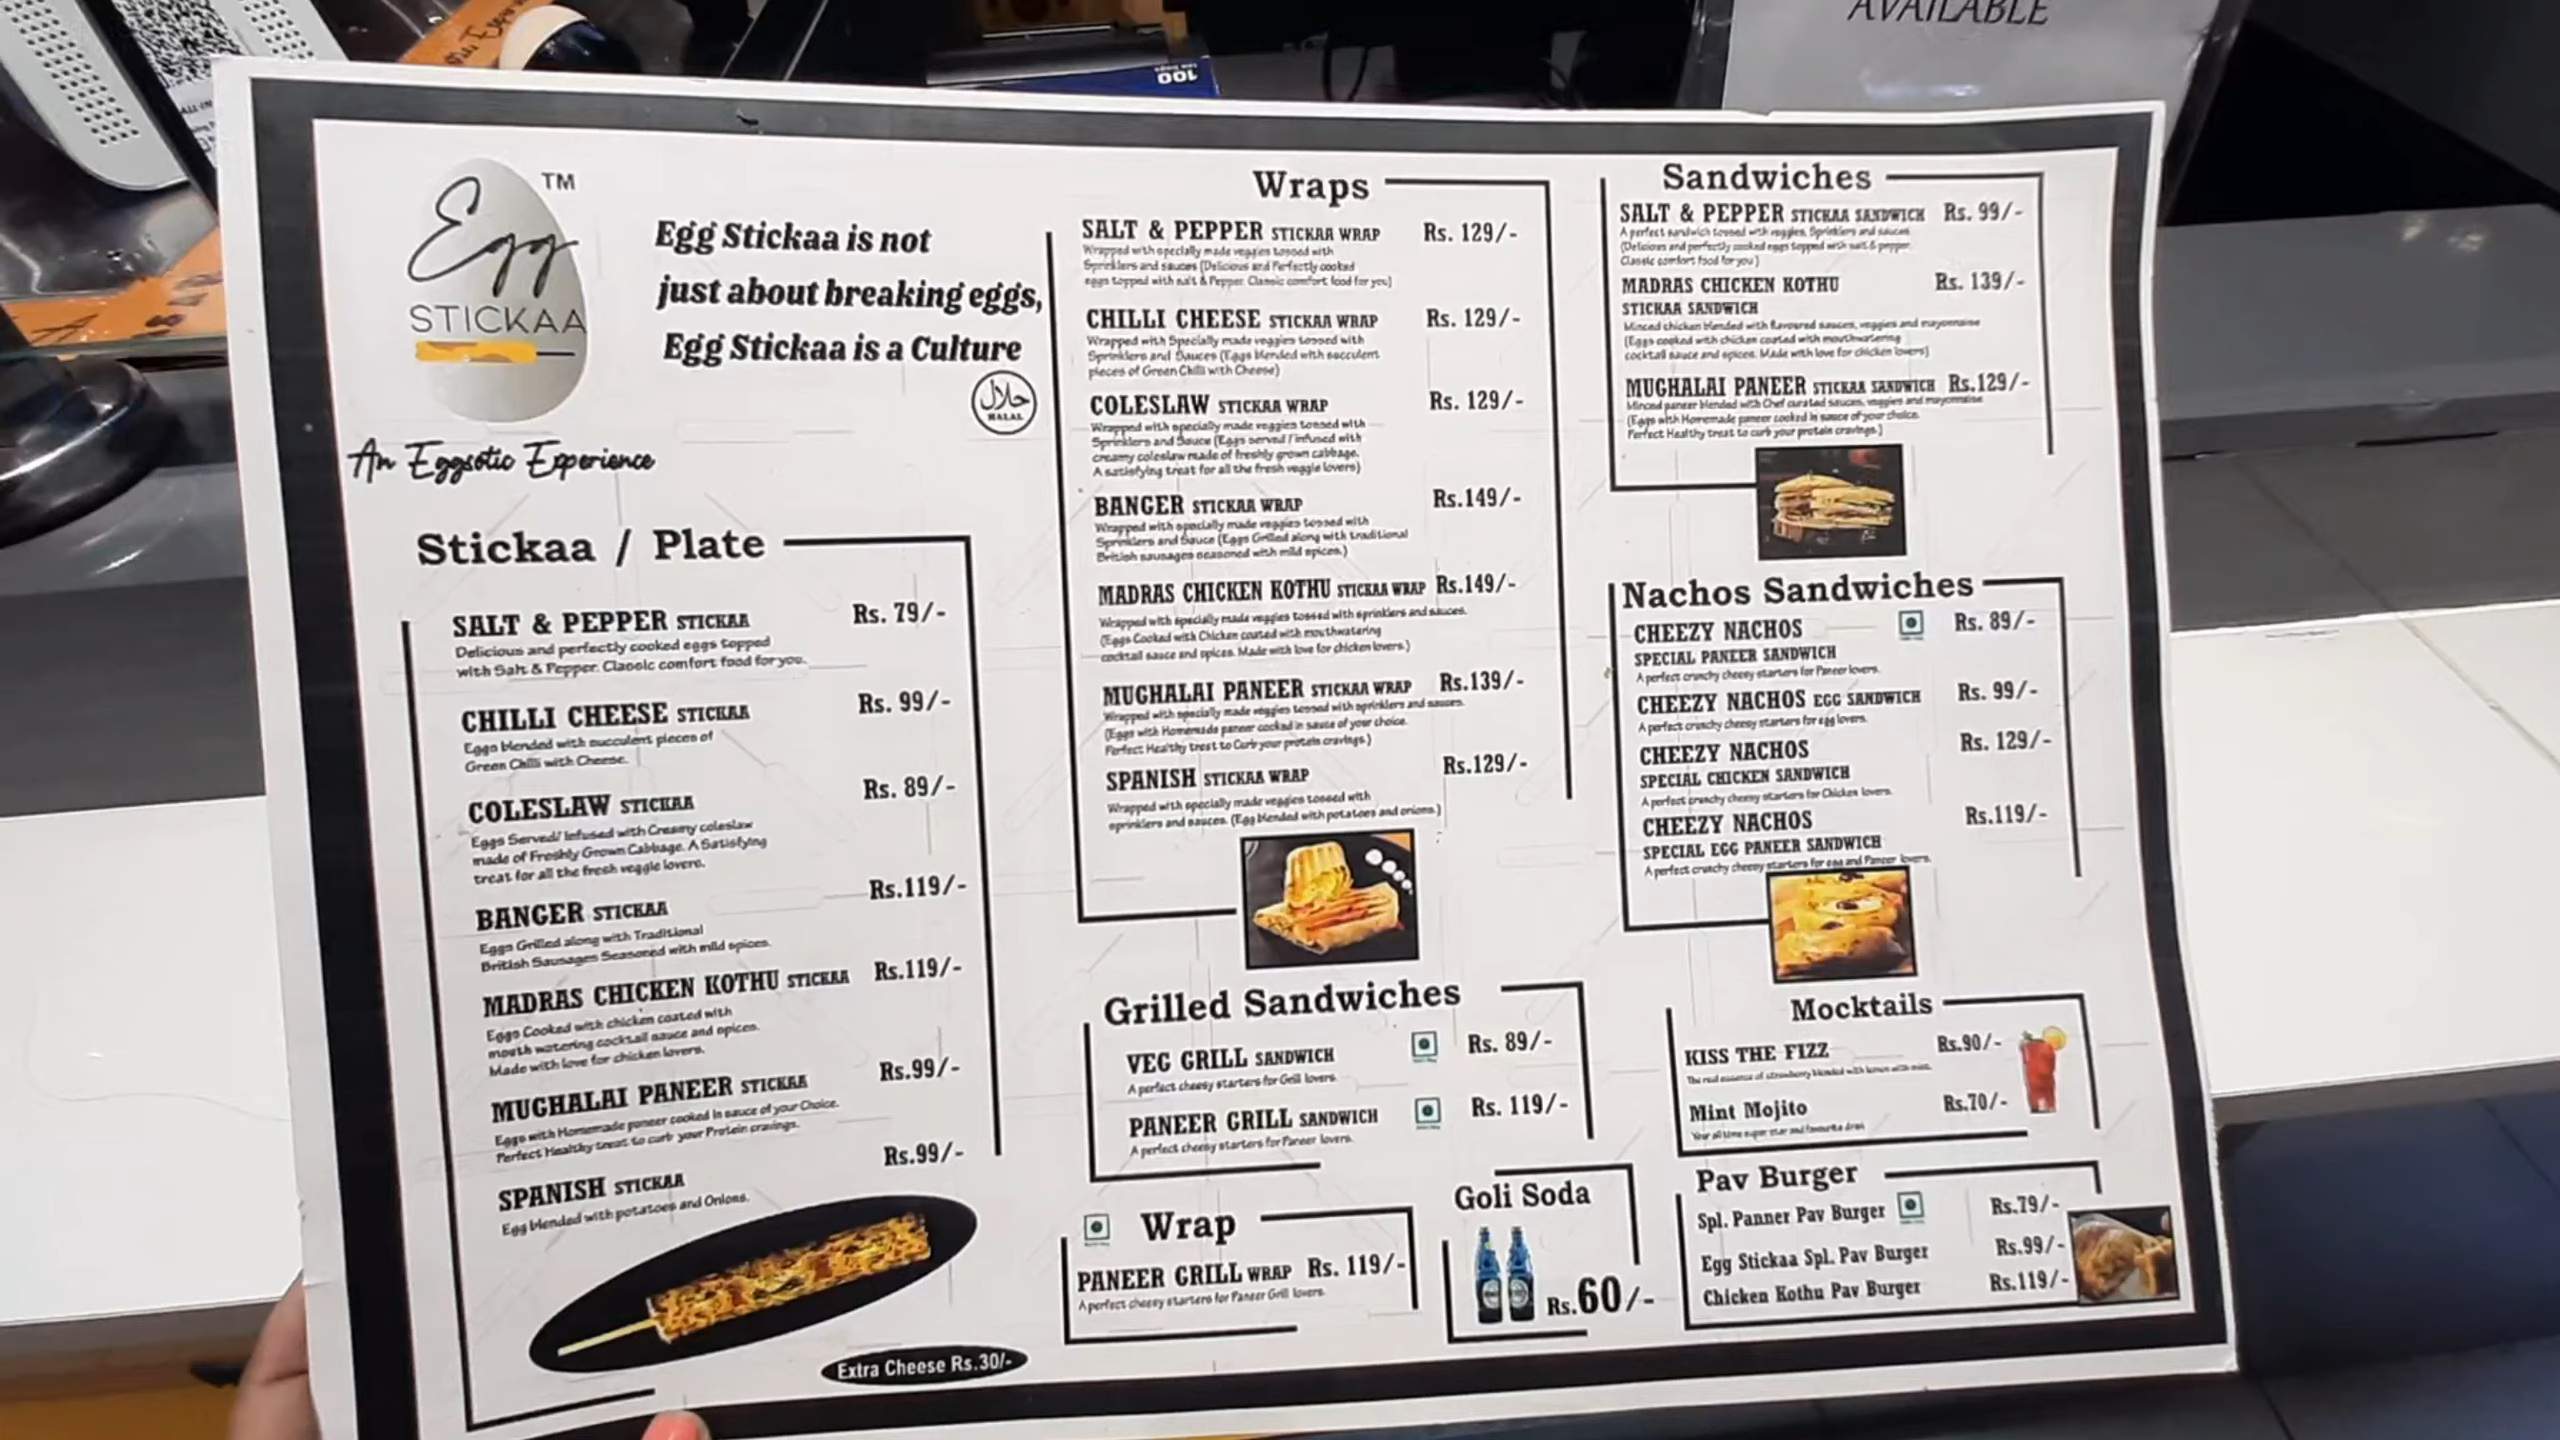 AVAILABLE
100
Egg
STICKAA
TM
An Eggsotic Experience
Egg Stickaa is not
just about breaking eggs,
Egg Stickaa is a Culture
حلال
HALAL
Stickaa / Plate
SALT & PEPPER STICKAA Rs. 79/-
Delicious and perfectly cooked eggs topped
with Salt & Pepper. Classic comfort food for you.
CHILLI CHEESE STICKAA Rs. 99/-
Eggs blended with succulent pieces of
Green Chilli with Cheese.
COLESLAW STICKAA Rs. 89/-
Eggs Served/ Infused with Creamy coleslaw
made of Freshly Grown Cabbage. A Satisfying
treat for all the fresh veggie lovers.
BANGER STICKAA Rs.119/-
Eggs Grilled along with Traditional
British Sausages Seasoned with mild spices.
MADRAS CHICKEN KOTHU STICKAA Rs.119/-
Eggs Cooked with chicken coated with
mouth watering cocktail sauce and spices.
Made with love for chicken lovers.
MUGHALAI PANEER STICKAA Rs.99/-
Eggs with Homemade paneer cooked in sauce of your Choice.
Perfect Healthy treat to curb your Protein cravings.
SPANISH STICKAA Rs.99/-
Egg blended with potatoes and Onions.
Extra Cheese Rs.30/-
Wraps
SALT & PEPPER STICKAA WRAP Rs. 129/-
Wrapped with specially made veggies tossed with
Sprinklers and sauces (Delicious and Perfectly cooked
eggs topped with salt & Pepper. Classic comfort food for you)
CHILLI CHEESE STICKAA WRAP Rs. 129/-
Wrapped with Specially made veggies tossed with
Sprinklers and Sauces (Eggs blended with succulent
pieces of Green Chilli with Cheese)
COLESLAW STICKAA WRAP Rs. 129/-
Wrapped with specially made veggies tossed with
Sprinklers and Sauce (Eggs served / infused with
creamy coleslaw made of freshly grown cabbage.
A satisfying treat for all the fresh veggie lovers)
BANGER STICKAA WRAP Rs.149/-
Wrapped with specially made veggies tossed with
Sprinklers and Sauce (Eggs Grilled along with traditional
British sausages seasoned with mild spices.)
MADRAS CHICKEN KOTHU STICKAA WRAP Rs.149/-
Wrapped with specially made veggies tossed with sprinklers and sauces.
(Eggs Cooked with Chicken coated with mouthwatering
cocktail sauce and spices. Made with love for chicken lovers.)
MUGHALAI PANEER STICKAA WRAP Rs.139/-
Wrapped with specially made veggies tossed with sprinklers and sauces.
(Eggs with Homemade paneer cooked in sauce of your choice.
Perfect Healthy treat to Curb your protein cravings.)
SPANISH STICKAA WRAP Rs.129/-
Wrapped with specially made veggies tossed with
sprinklers and sauces. (Egg blended with potatoes and onions.)
Grilled Sandwiches
VEG GRILL SANDWICH Rs. 89/-
A perfect cheesy starters for Grill lovers.
PANEER GRILL SANDWICH Rs. 119/-
A perfect cheesy starters for Paneer lovers.
Wrap
PANEER GRILL WRAP Rs. 119/-
A perfect cheesy starters for Paneer Grill lovers.
Goli Soda
Rs.60/-
Sandwiches
SALT & PEPPER STICKAA SANDWICH Rs. 99/-
A perfect sandwich tossed with veggies, Sprinklers and sauces
(Delicious and perfectly cooked eggs topped with salt & pepper.
Classic comfort food for you)
MADRAS CHICKEN KOTHU Rs. 139/-
STICKAA SANDWICH
Minced chicken blended with flavoured sauces, veggies and mayonnaise
(Eggs cooked with chicken coated with mouthwatering
cocktail sauce and spices. Made with love for chicken lovers)
MUGHALAI PANEER STICKAA SANDWICH Rs.129/-
Minced paneer blended with Chef curated sauces, veggies and mayonnaise
(Eggs with Homemade paneer cooked in sauce of your choice.
Perfect Healthy treat to curb your protein cravings.)
Nachos Sandwiches
CHEEZY NACHOS Rs. 89/-
SPECIAL PANEER SANDWICH
A perfect crunchy cheesy starters for Paneer lovers.
CHEEZY NACHOS EGG SANDWICH Rs. 99/-
A perfect crunchy cheesy starters for egg lovers.
CHEEZY NACHOS Rs. 129/-
SPECIAL CHICKEN SANDWICH
A perfect crunchy cheesy starters for Chicken lovers.
CHEEZY NACHOS Rs.119/-
SPECIAL EGG PANEER SANDWICH
A perfect crunchy cheesy starters for egg and Paneer lovers.
Mocktails
KISS THE FIZZ Rs.90/-
The real essence of strawberry blended with lemon with mint.
Mint Mojito Rs.70/-
Your all time super star and favourite drink
Pav Burger
Spl. Panner Pav Burger Rs.79/-
Egg Stickaa Spl. Pav Burger Rs.99/-
Chicken Kothu Pav Burger Rs.119/-